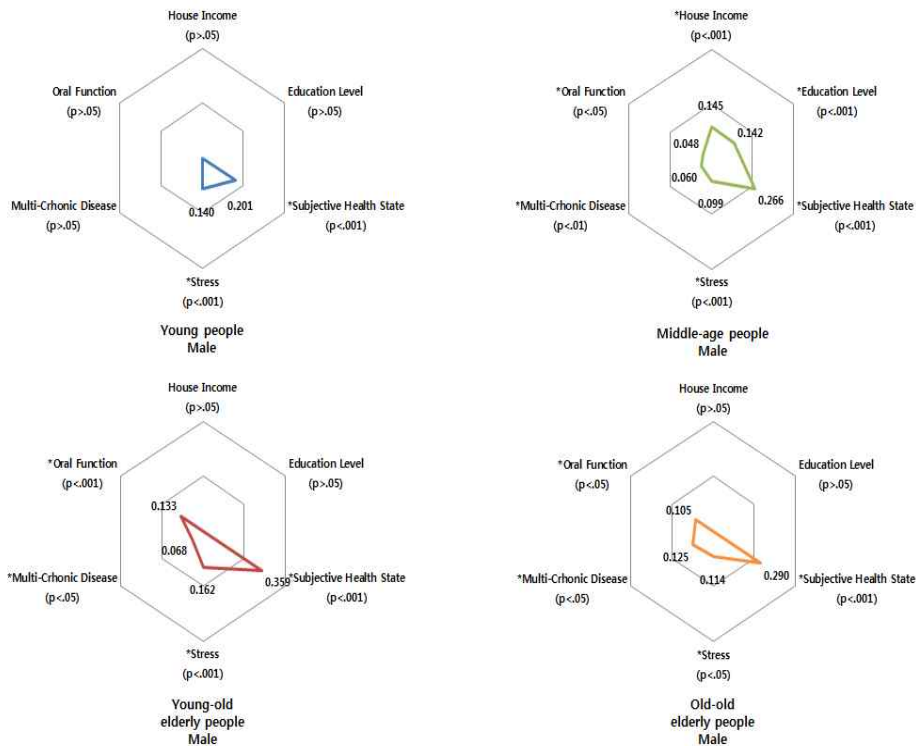 House Income
(p>.05)
Oral Function
(p>.05)
Education Level
(p>.05)
Multi-Crhonic Disease
(p>.05)
0.140
0.201
*Subjective Health State
(p<.001)
*Stress
(p<.001)
Young people
Male
*House Income
(p<.001)
*Oral Function
(p<.05)
*Education Level
(p<.001)
0.145
0.142
0.048
0.060
0.099
0.266
*Multi-Crhonic Disease
(p<.01)
*Subjective Health State
(p<.001)
*Stress
(p<.001)
Middle-age people
Male
House Income
(p>.05)
*Oral Function
(p<.001)
Education Level
(p>.05)
0.133
0.068
0.162
0.359
*Multi-Crhonic Disease
(p<.05)
*Subjective Health State
(p<.001)
*Stress
(p<.001)
Young-old
elderly people
Male
House Income
(p>.05)
*Oral Function
(p<.05)
Education Level
(p>.05)
0.105
0.125
0.114
0.290
*Multi-Crhonic Disease
(p<.05)
*Subjective Health State
(p<.001)
*Stress
(p<.05)
Old-old
elderly people
Male